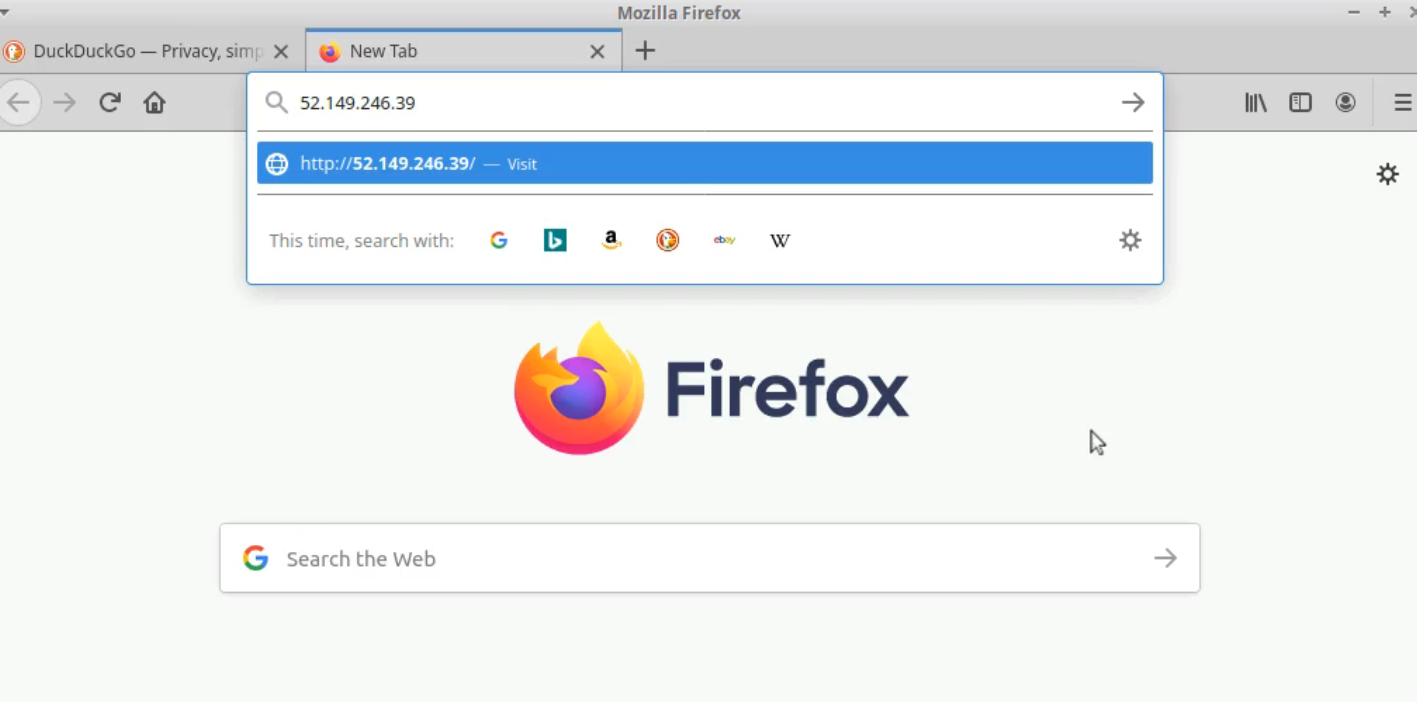 Mozilla Firefox
DuckDuckGo — Privacy, simp
New Tab
52.149.246.39
http://52.149.246.39/ — Visit
This time, search with:
G
b
a
ebay
W
Firefox
G
Search the Web